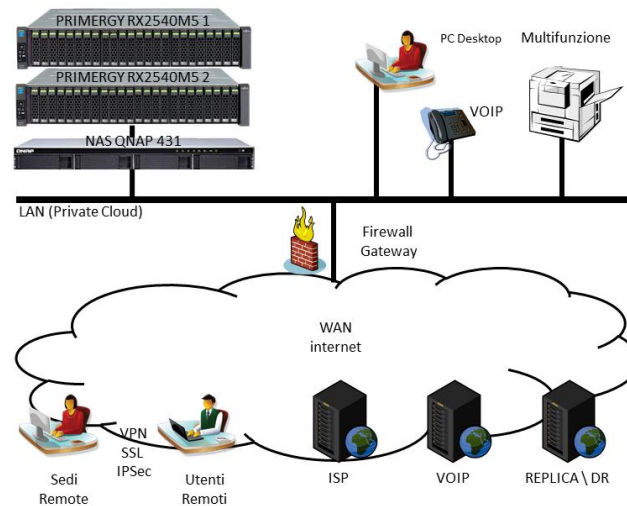 PRIMERGY RX2540M5 1
PRIMERGY RX2540M5 2
NAS QNAP 431
QNAP
PC Desktop
Multifunzione
VOIP
LAN (Private Cloud)
Firewall
Gateway
WAN
internet
VPN
SSL
IPSec
Sedi
Remote
Utenti
Remoti
ISP
VOIP
REPLICA \ DR